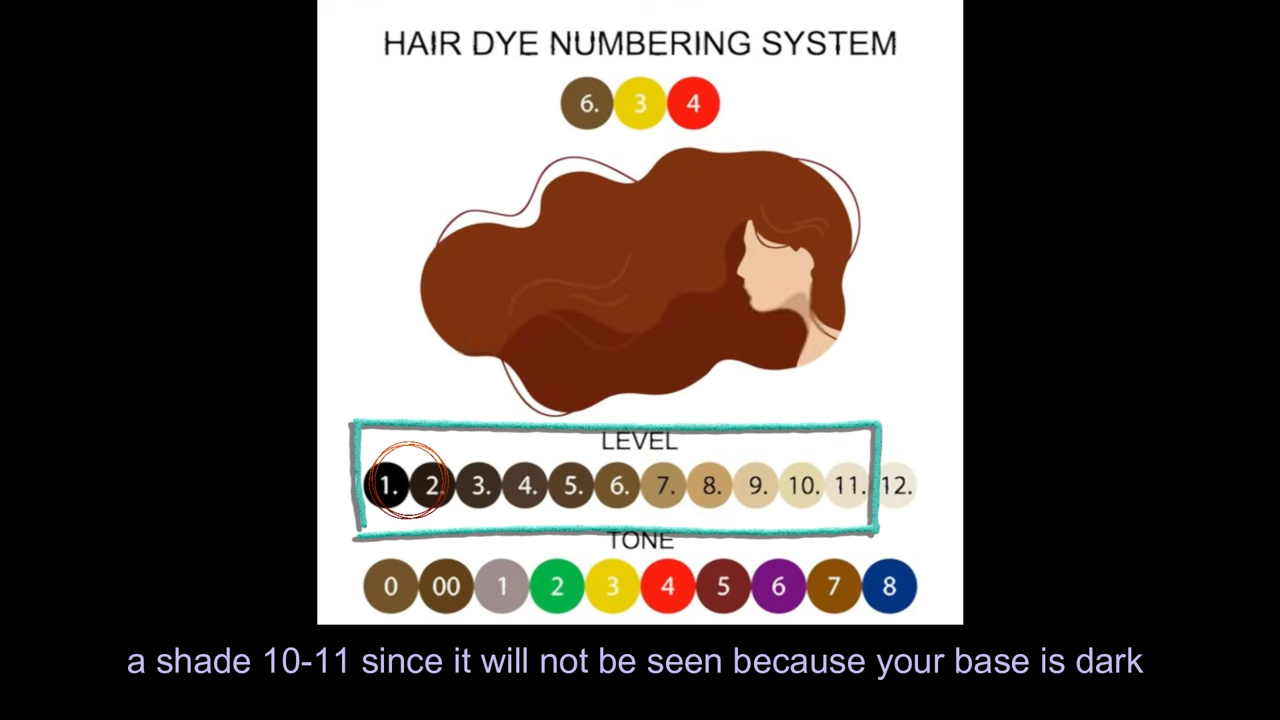 HAIR DYE NUMBERING SYSTEM
6. 3 4
LEVEL
1. 2. 3. 4. 5. 6. 7. 8. 9. 10. 11. 12.
TONE
0 00 1 2 3 4 5 6 7 8
a shade 10-11 since it will not be seen because your base is dark